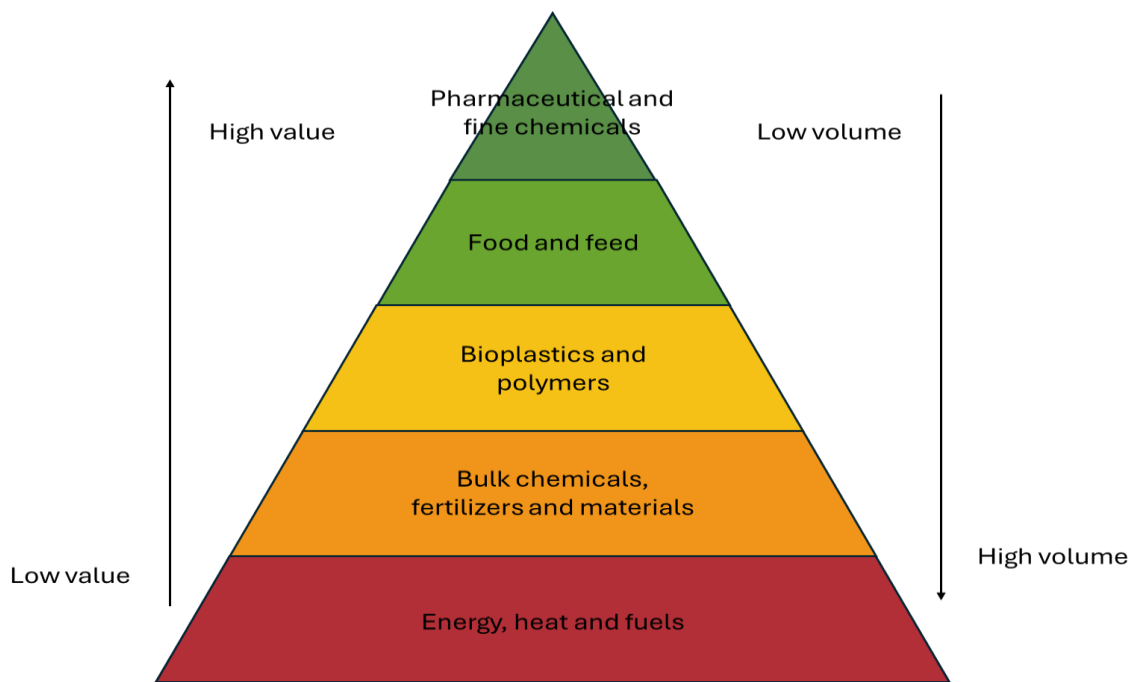 Pharmaceutical and
fine chemicals
High value
Low volume
Food and feed
Bioplastics and
polymers
Bulk chemicals,
fertilizers and materials
Low value
High volume
Energy, heat and fuels